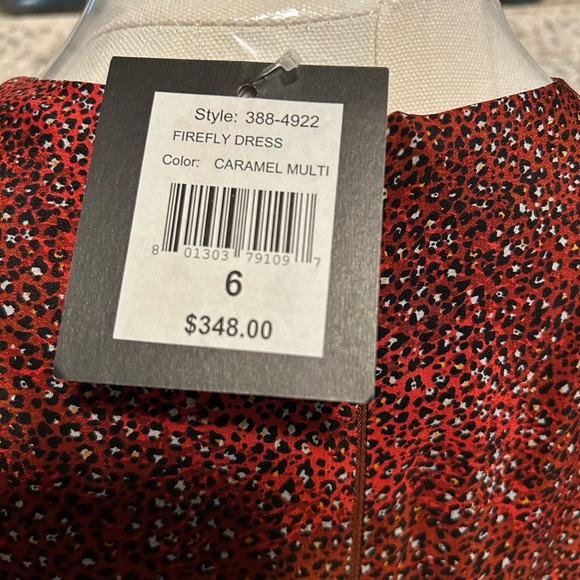 Style: 388-4922
FIREFLY DRESS
Color: CARAMEL MULTI
8 01303 79109 7
6
$348.00